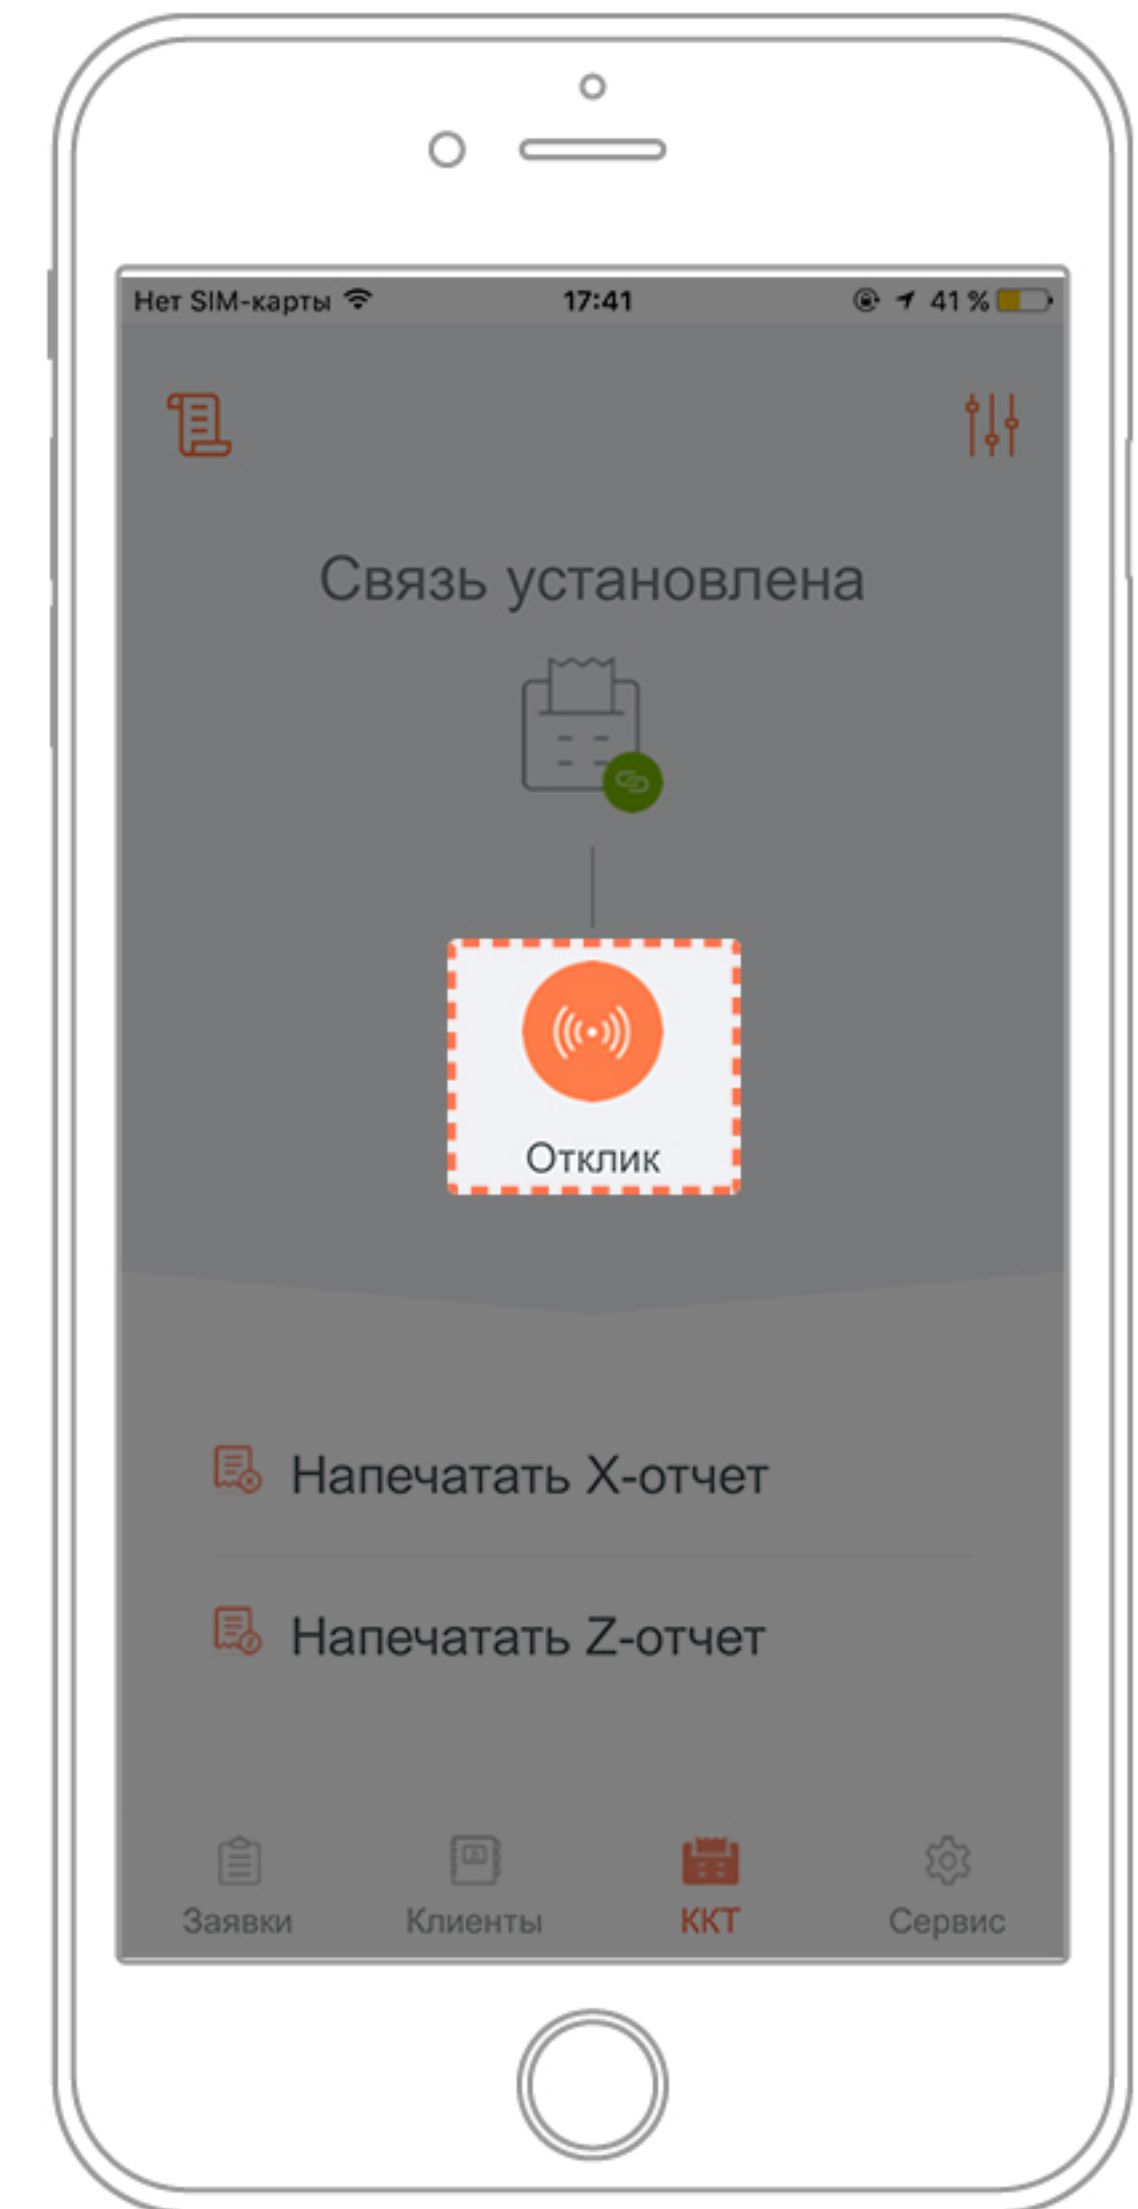 Нет SIM-карты 17:41 41 %
Связь установлена
Отклик
Напечатать X-отчет
Напечатать Z-отчет
Заявки Клиенты ККТ Сервис